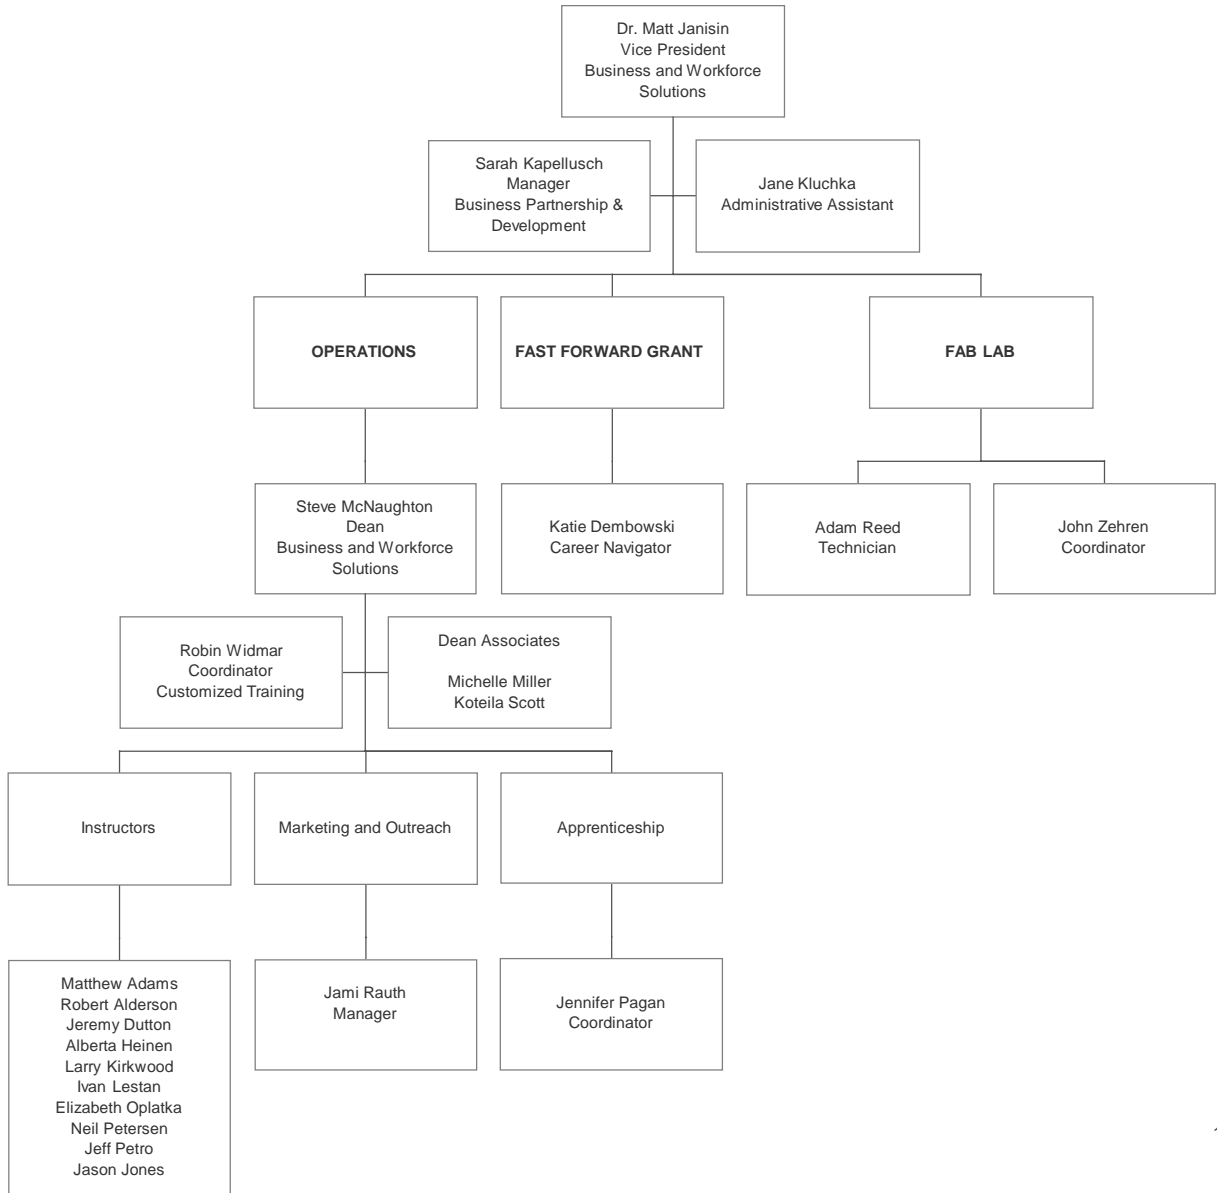 Dr. Matt Janisin
Vice President
Business and Workforce
Solutions
Sarah Kapellusch
Manager
Business Partnership &
Development
Jane Kluchka
Administrative Assistant
OPERATIONS
FAST FORWARD GRANT
FAB LAB
Steve McNaughton
Dean
Business and Workforce
Solutions
Katie Dembowski
Career Navigator
Adam Reed
Technician
John Zehren
Coordinator
Robin Widmar
Coordinator
Customized Training
Dean Associates
Michelle Miller
Koteila Scott
Instructors
Marketing and Outreach
Apprenticeship
Matthew Adams
Robert Alderson
Jeremy Dutton
Alberta Heinen
Larry Kirkwood
Ivan Lestan
Elizabeth Oplatka
Neil Petersen
Jeff Petro
Jason Jones
Jami Rauth
Manager
Jennifer Pagan
Coordinator